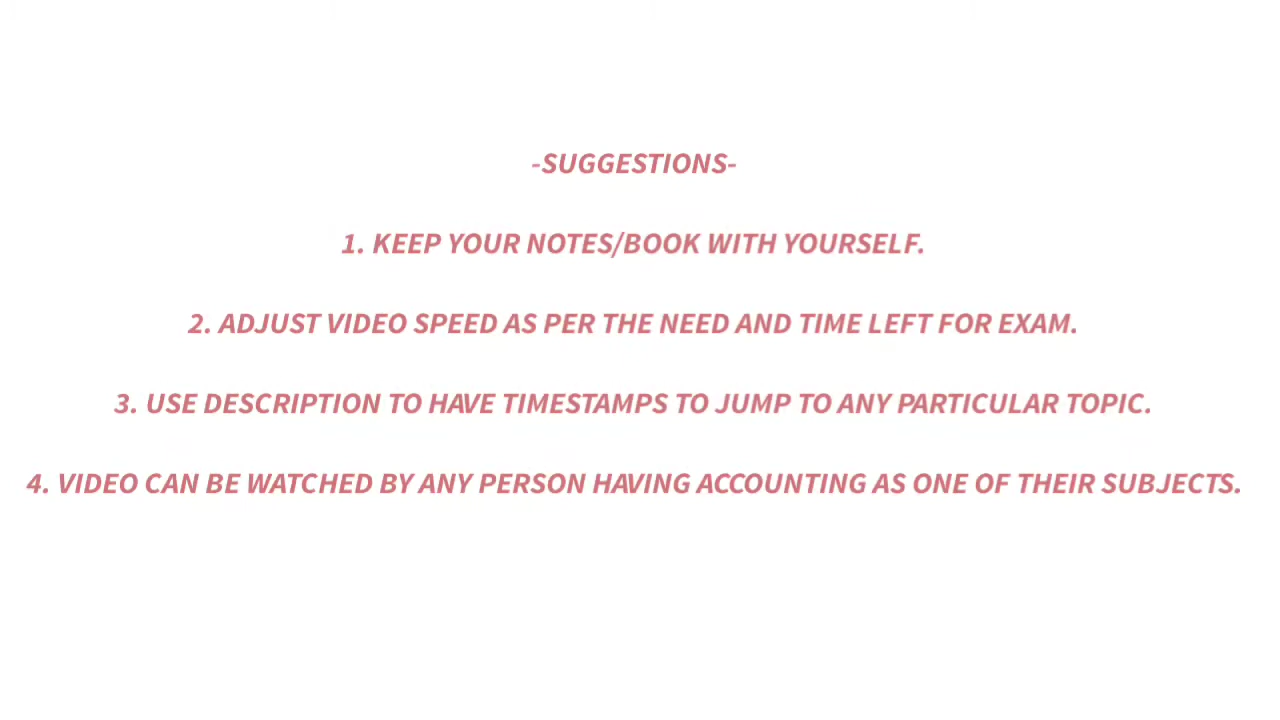 -SUGGESTIONS-
1. KEEP YOUR NOTES/BOOK WITH YOURSELF.
2. ADJUST VIDEO SPEED AS PER THE NEED AND TIME LEFT FOR EXAM.
3. USE DESCRIPTION TO HAVE TIMESTAMPS TO JUMP TO ANY PARTICULAR TOPIC.
4. VIDEO CAN BE WATCHED BY ANY PERSON HAVING ACCOUNTING AS ONE OF THEIR SUBJECTS.